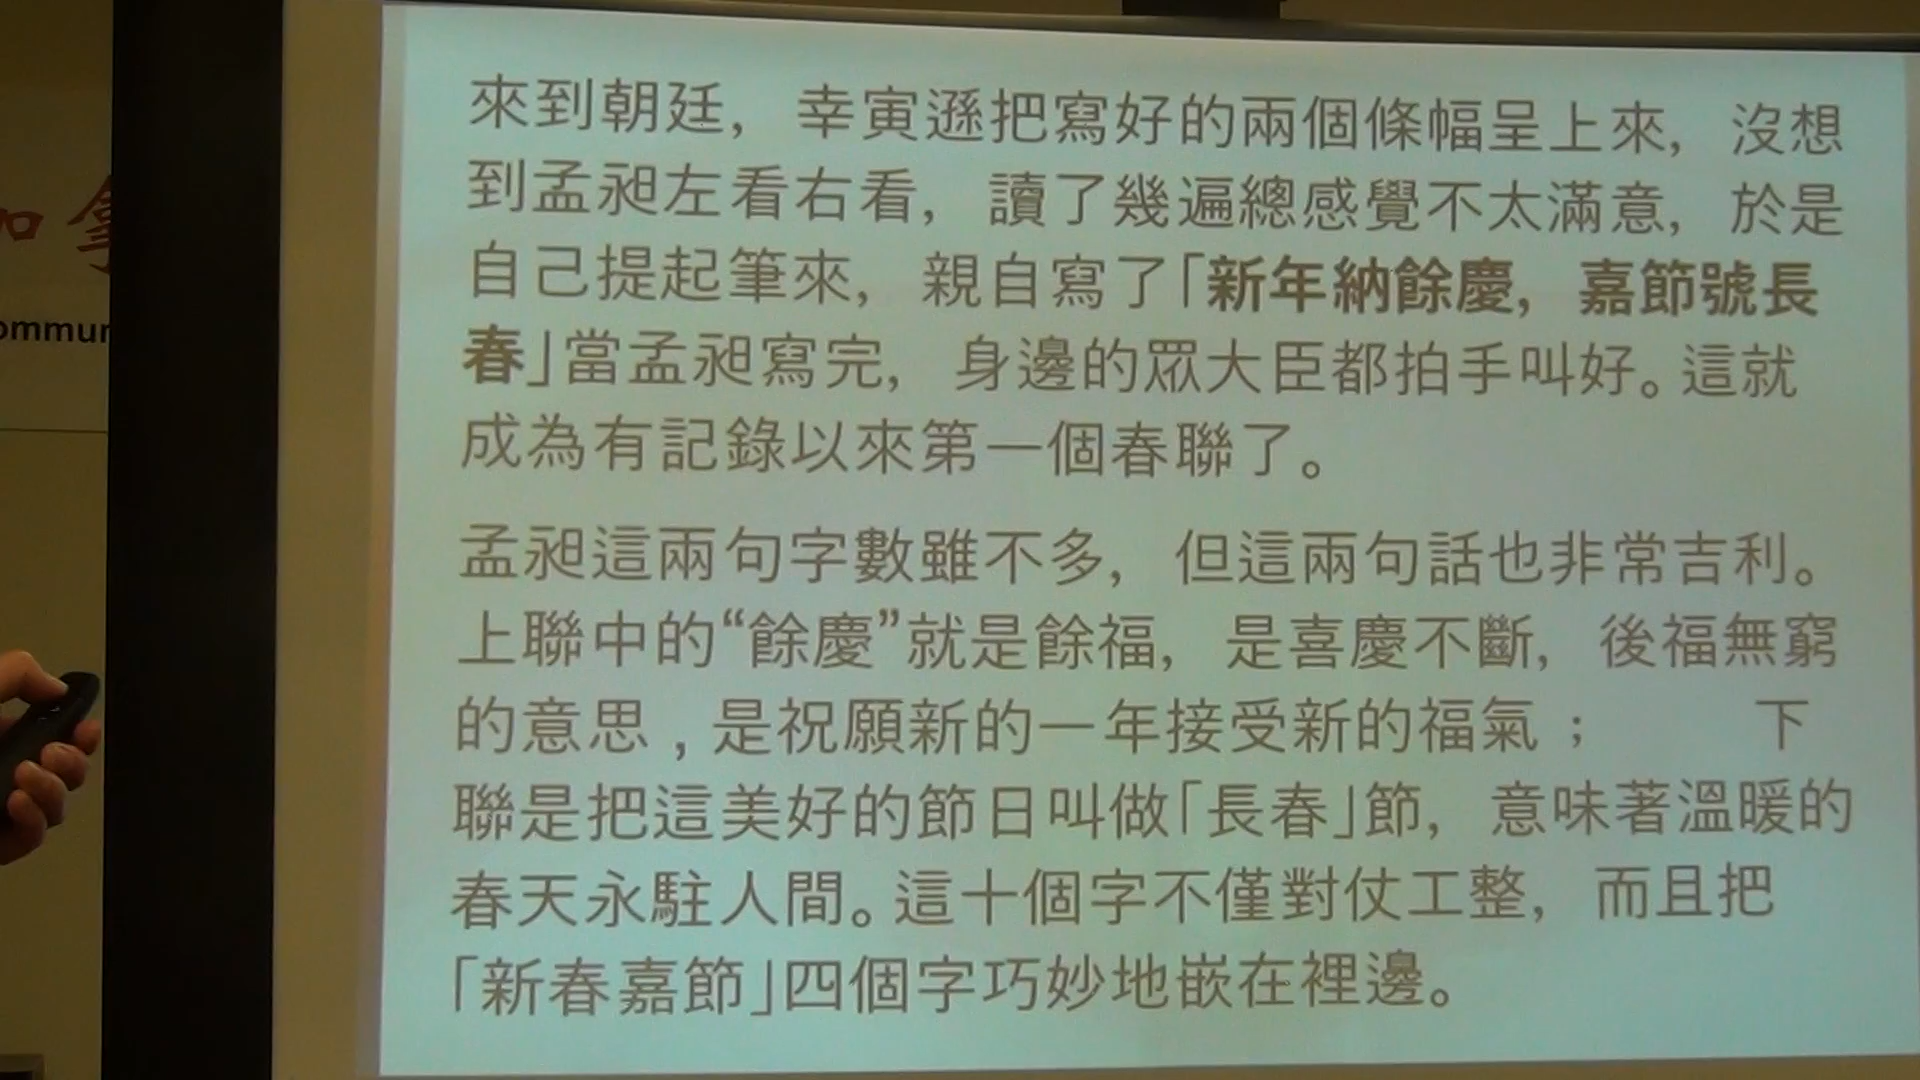 加拿
ommun
來到朝廷，幸寅遜把寫好的兩個條幅呈上來，沒想
到孟昶左看右看，讀了幾遍總感覺不太滿意，於是
自己提起筆來，親自寫了「新年納餘慶，嘉節號長
春」當孟昶寫完，身邊的眾大臣都拍手叫好。這就
成為有記錄以來第一個春聯了。
孟昶這兩句字數雖不多，但這兩句話也非常吉利。
上聯中的“餘慶”就是餘福，是喜慶不斷，後福無窮
的意思，是祝願新的一年接受新的福氣； 下
聯是把這美好的節日叫做「長春」節，意味著溫暖的
春天永駐人間。這十個字不僅對仗工整，而且把
「新春嘉節」四個字巧妙地嵌在裡邊。